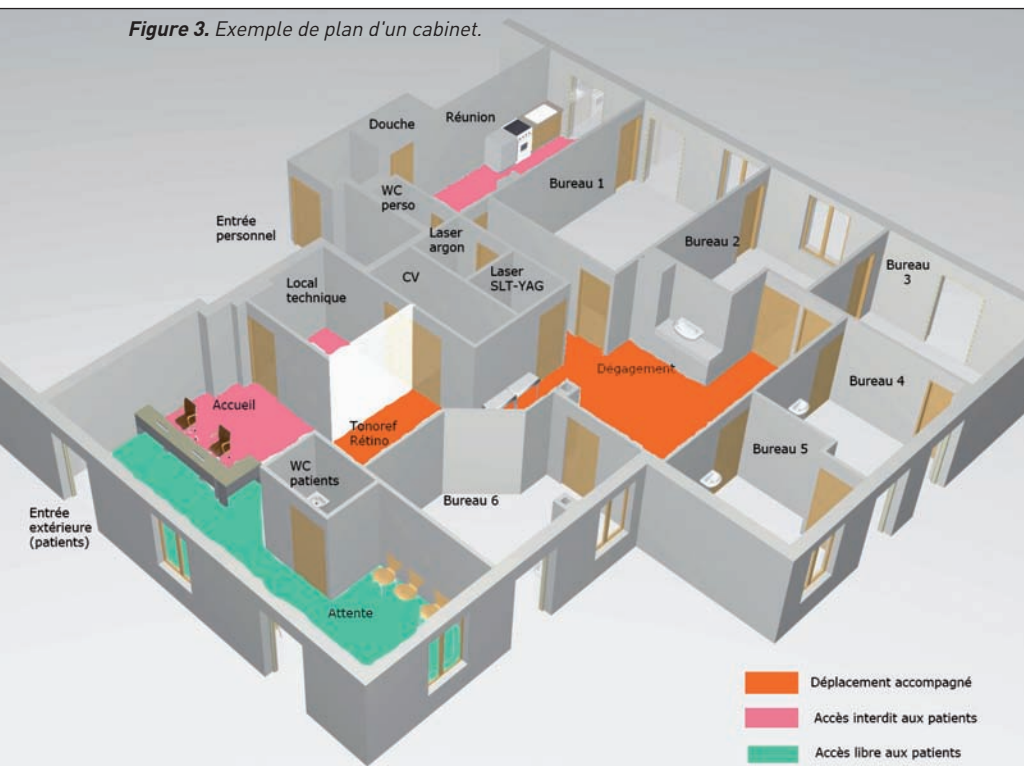 Figure 3. Exemple de plan d'un cabinet.
Réunion
Douche
Bureau 1
WC
perso
Entrée
personnel
Laser
argon
Bureau 2
Bureau
3
CV
Laser
SLT-YAG
Local
technique
Dégagement
Bureau 4
Accueil
Tonoref
Rétino
Bureau 5
WC
patients
Bureau 6
Entrée
extérieure
(patients)
Attente
Déplacement accompagné
Accès interdit aux patients
Accès libre aux patients